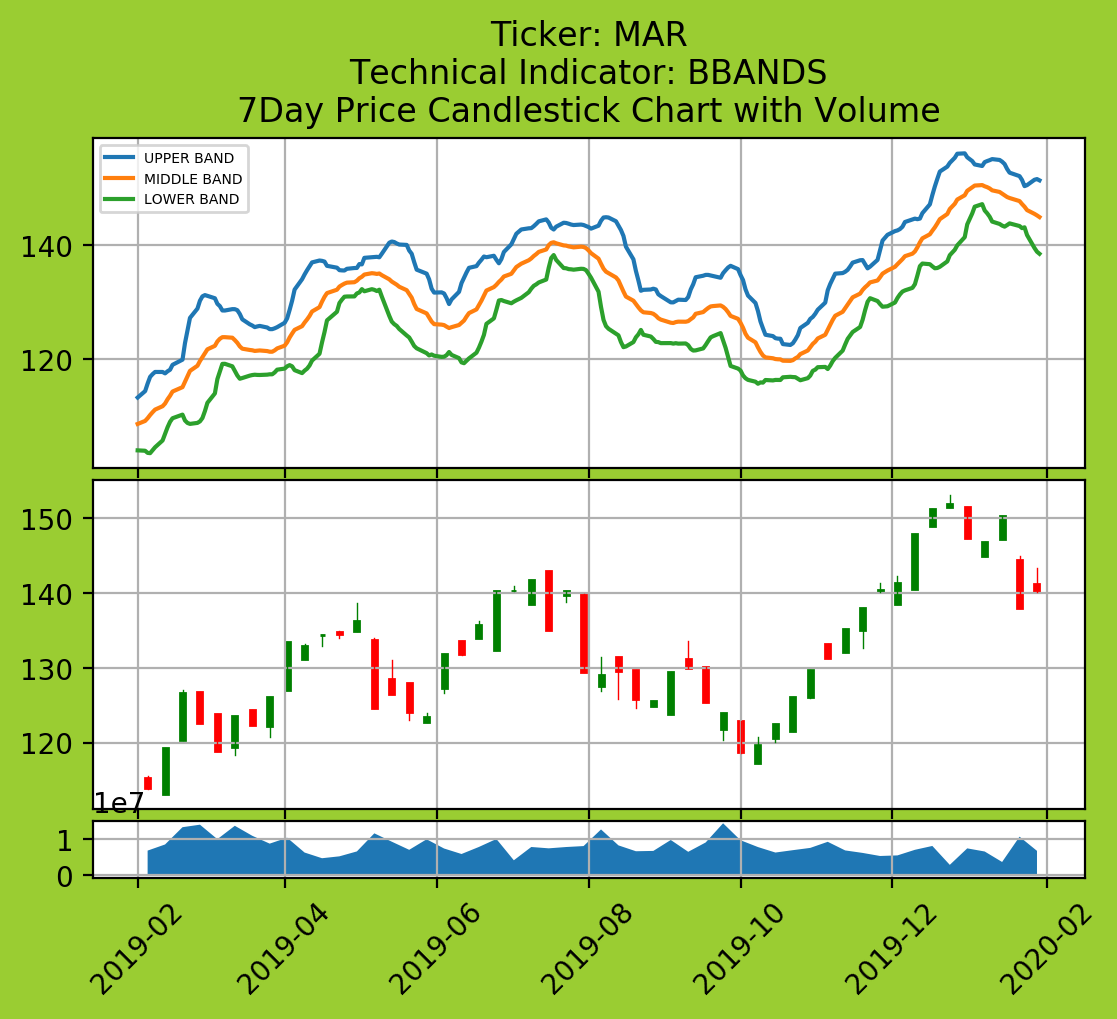 Ticker: MAR
Technical Indicator: BBANDS
7Day Price Candlestick Chart with Volume
UPPER BAND
MIDDLE BAND
LOWER BAND
140
120
150
140
130
120
1e7
1
0
2019-02
2019-04
2019-06
2019-08
2019-10
2019-12
2020-02